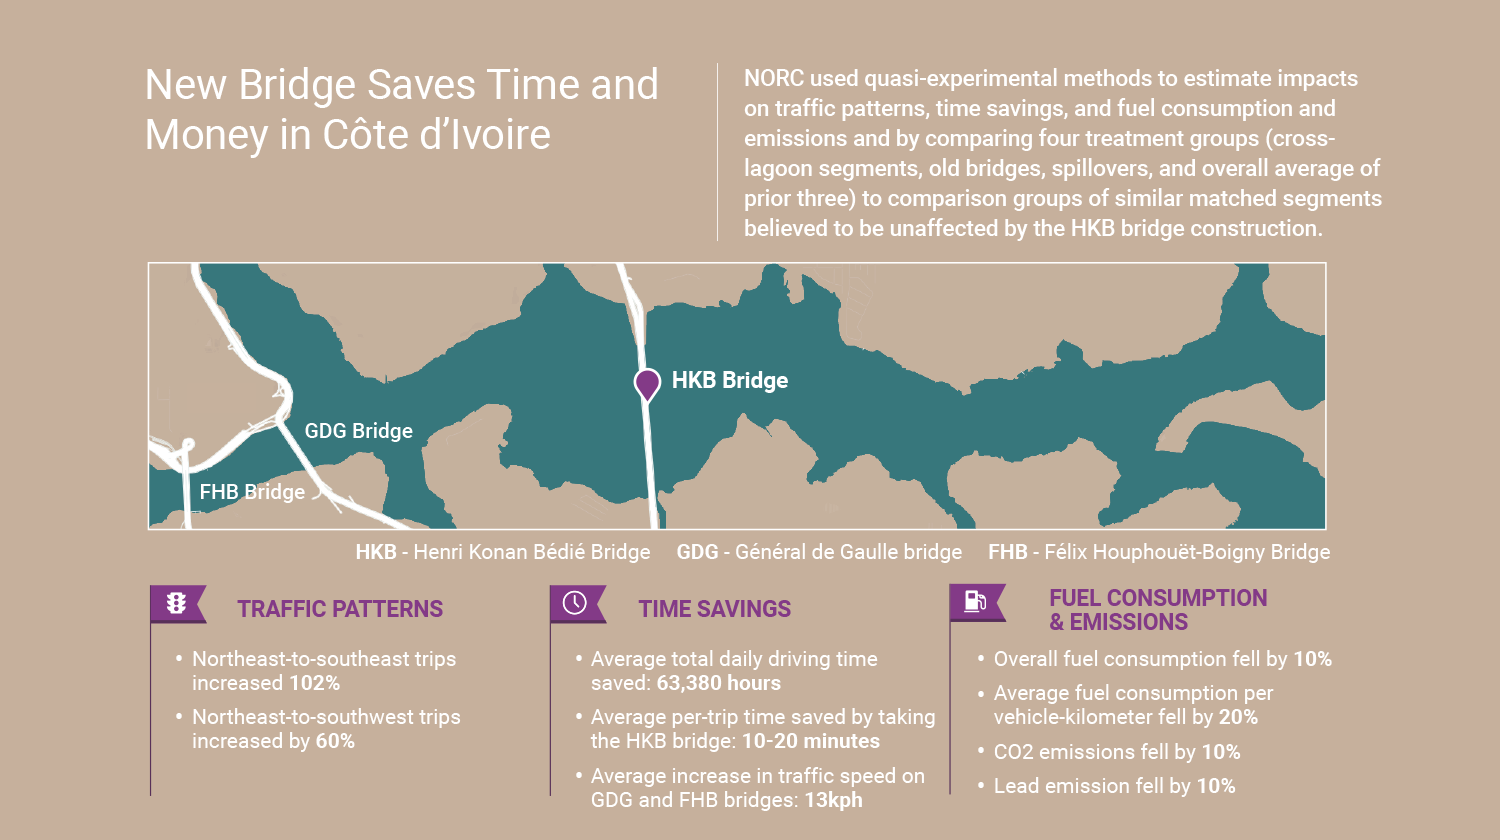 New Bridge Saves Time and
Money in Côte d’Ivoire
NORC used quasi-experimental methods to estimate impacts
on traffic patterns, time savings, and fuel consumption and
emissions and by comparing four treatment groups (cross-
lagoon segments, old bridges, spillovers, and overall average of
prior three) to comparison groups of similar matched segments
believed to be unaffected by the HKB bridge construction.
HKB Bridge
GDG Bridge
FHB Bridge
HKB - Henri Konan Bédié Bridge GDG - Général de Gaulle bridge FHB - Félix Houphouët-Boigny Bridge
TRAFFIC PATTERNS
• Northeast-to-southeast trips
increased 102%
• Northeast-to-southwest trips
increased by 60%
TIME SAVINGS
• Average total daily driving time
saved: 63,380 hours
• Average per-trip time saved by taking
the HKB bridge: 10-20 minutes
• Average increase in traffic speed on
GDG and FHB bridges: 13kph
FUEL CONSUMPTION
& EMISSIONS
• Overall fuel consumption fell by 10%
• Average fuel consumption per
vehicle-kilometer fell by 20%
• CO2 emissions fell by 10%
• Lead emission fell by 10%